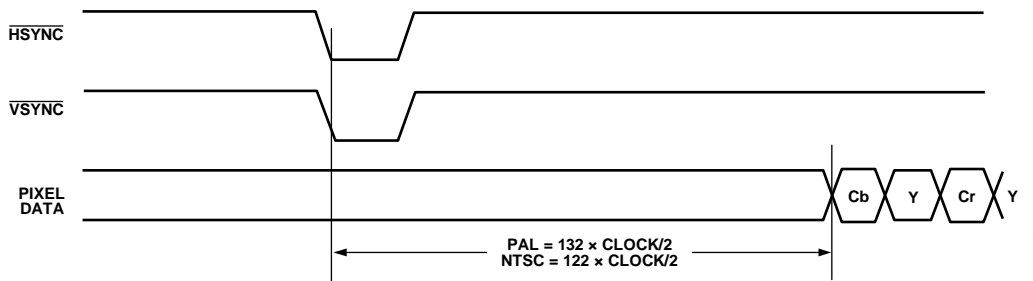 HSYNC
VSYNC
PIXEL
DATA
Cb Y Cr Y
PAL = 132 × CLOCK/2
NTSC = 122 × CLOCK/2